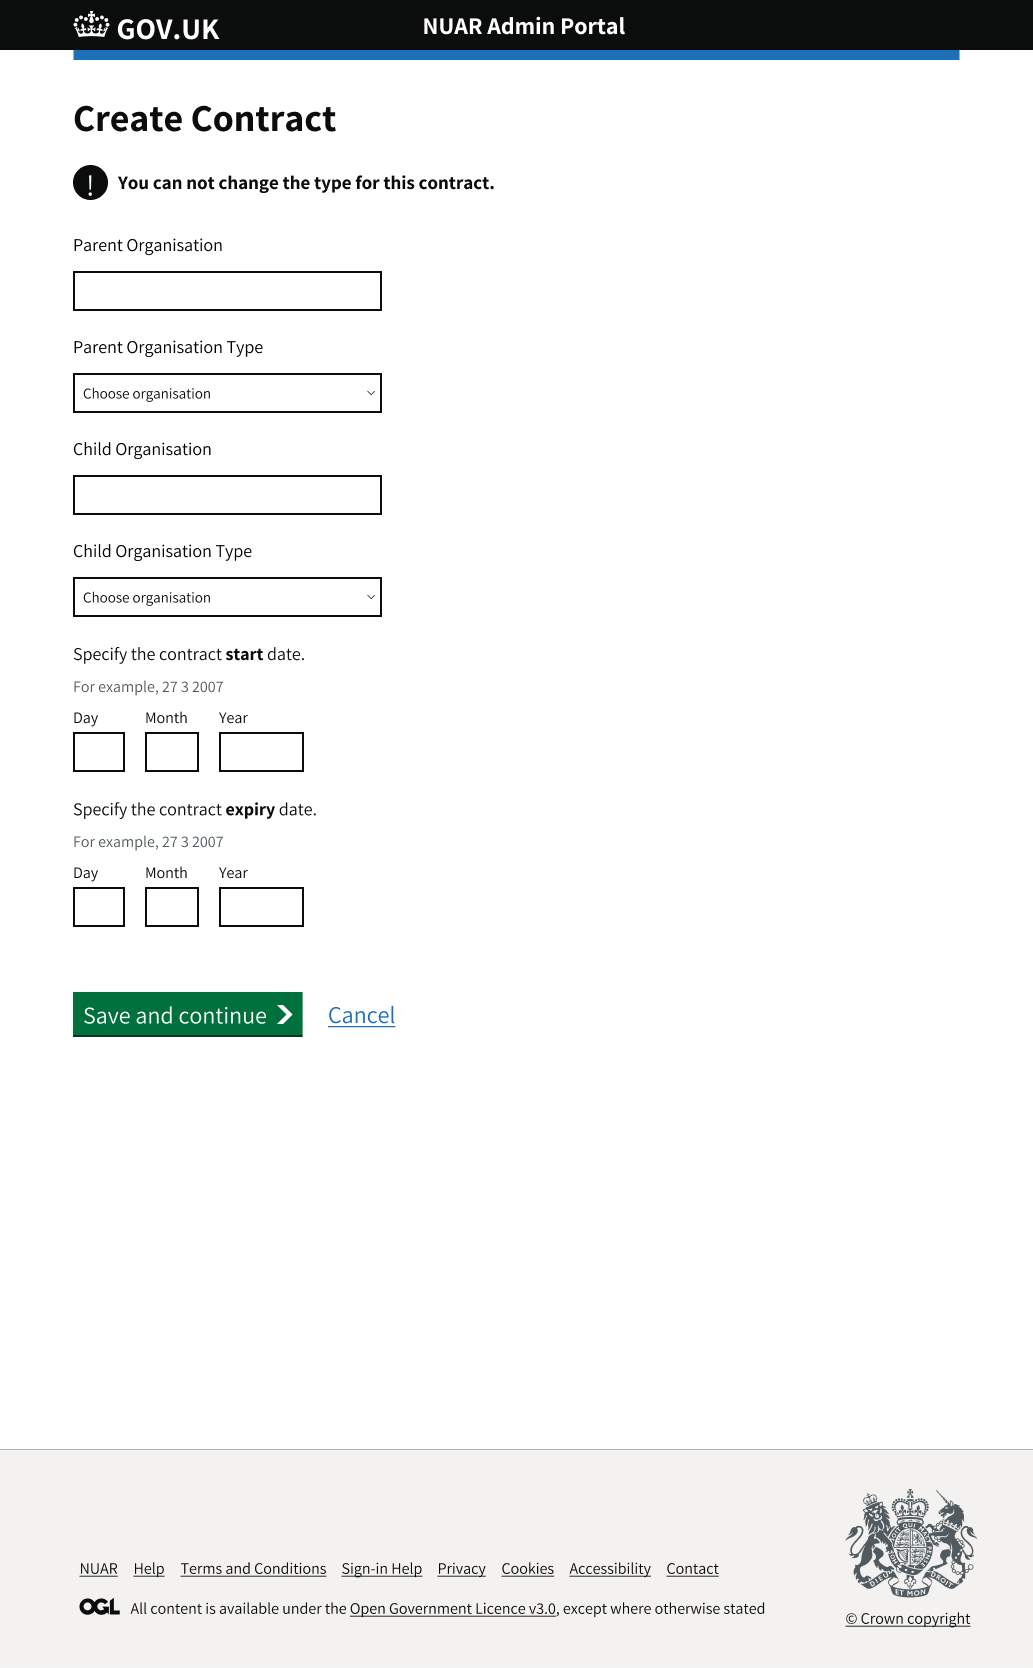 GOV.UK
NUAR Admin Portal
Create Contract
! You can not change the type for this contract.
Parent Organisation
Parent Organisation Type
Choose organisation
Child Organisation
Child Organisation Type
Choose organisation
Specify the contract start date.
For example, 27 3 2007
Day Month Year
Specify the contract expiry date.
For example, 27 3 2007
Day Month Year
Save and continue
Cancel
NUAR Help Terms and Conditions Sign-in Help Privacy Cookies Accessibility Contact
OGL All content is available under the Open Government Licence v3.0, except where otherwise stated
DIEU ET MON DROIT
© Crown copyright